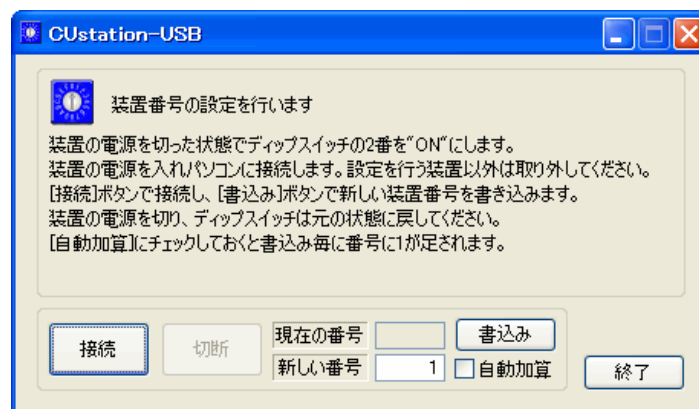 CUstation-USB
装置番号の設定を行います
装置の電源を切った状態でディップスイッチの2番を"ON"にします。
装置の電源を入れパソコンに接続します。設定を行う装置以外は取り外してください。
[接続]ボタンで接続し、[書込み]ボタンで新しい装置番号を書き込みます。
装置の電源を切り、ディップスイッチは元の状態に戻してください。
[自動加算]にチェックしておくと書込み毎に番号に1が足されます。
接続
切断
現在の番号
書込み
新しい番号 1
自動加算
終了